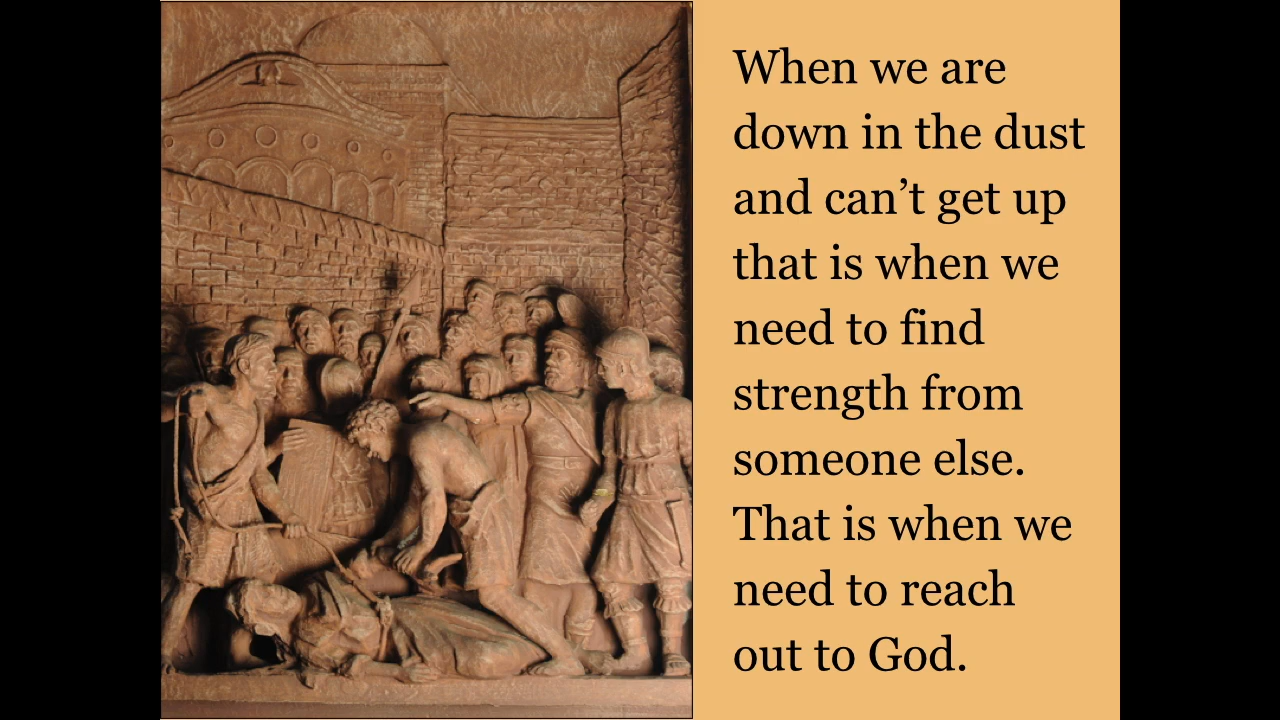 When we are
down in the dust
and can’t get up
that is when we
need to find
strength from
someone else.
That is when we
need to reach
out to God.